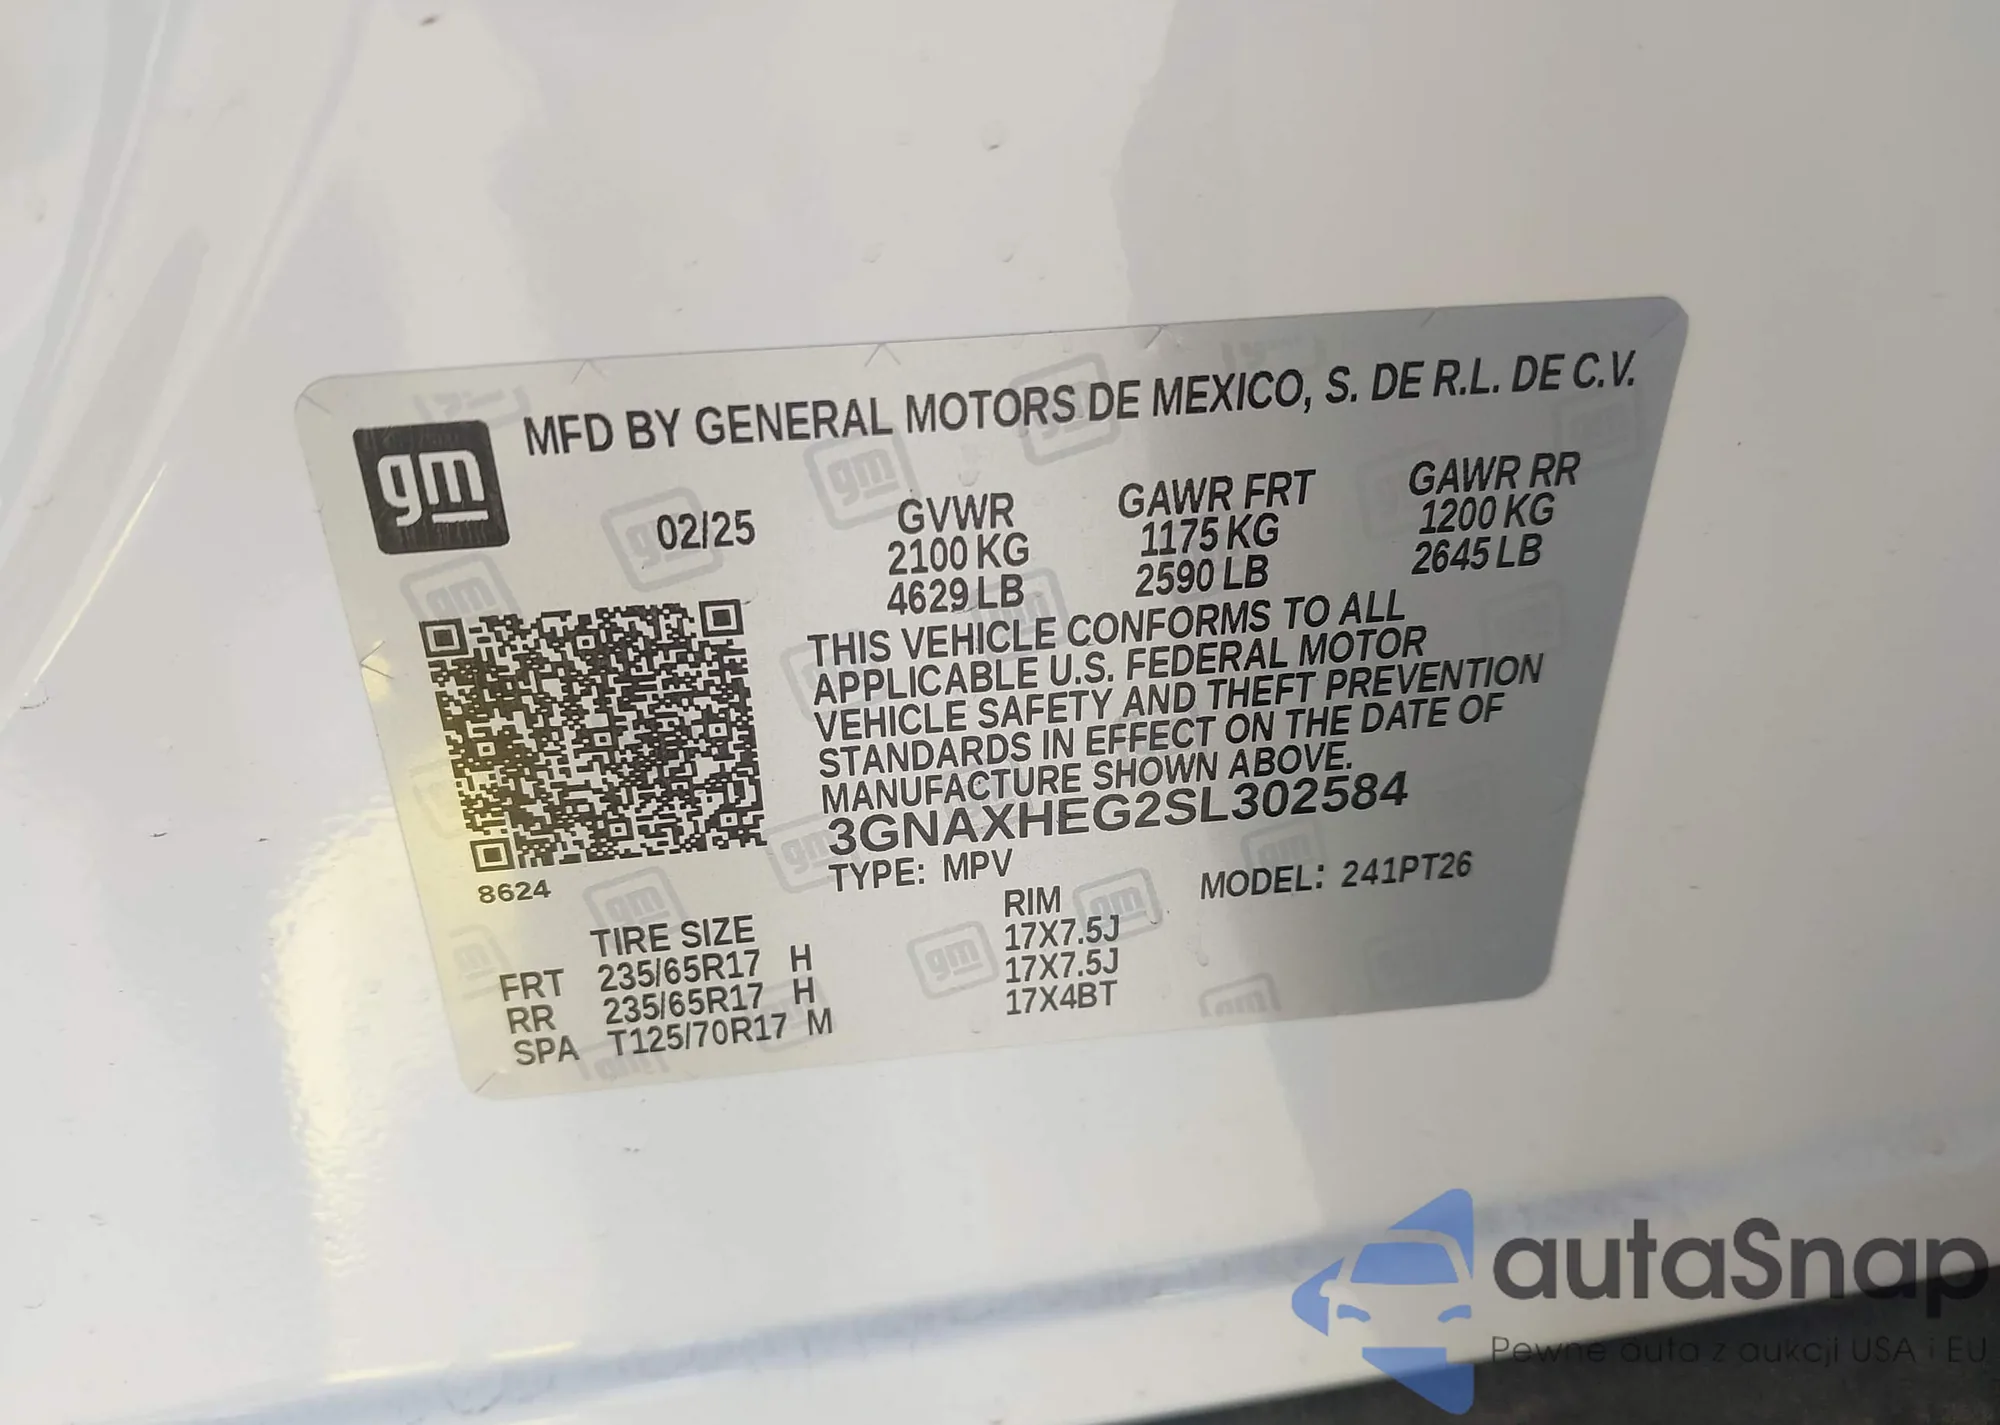 gm
MFD BY GENERAL MOTORS DE MEXICO, S. DE R.L. DE C.V.
02/25
GVWR
2100 KG
4629 LB
GAWR FRT
1175 KG
2590 LB
GAWR RR
1200 KG
2645 LB
THIS VEHICLE CONFORMS TO ALL
APPLICABLE U.S. FEDERAL MOTOR
VEHICLE SAFETY AND THEFT PREVENTION
STANDARDS IN EFFECT ON THE DATE OF
MANUFACTURE SHOWN ABOVE.
3GNAXHEG2SL302584
TYPE: MPV
MODEL: 241PT26
8624
TIRE SIZE RIM
FRT 235/65R17 H 17X7.5J
RR 235/65R17 H 17X7.5J
SPA T125/70R17 M 17X4BT
autaSnap
Pewne auta z aukcji USA i EU